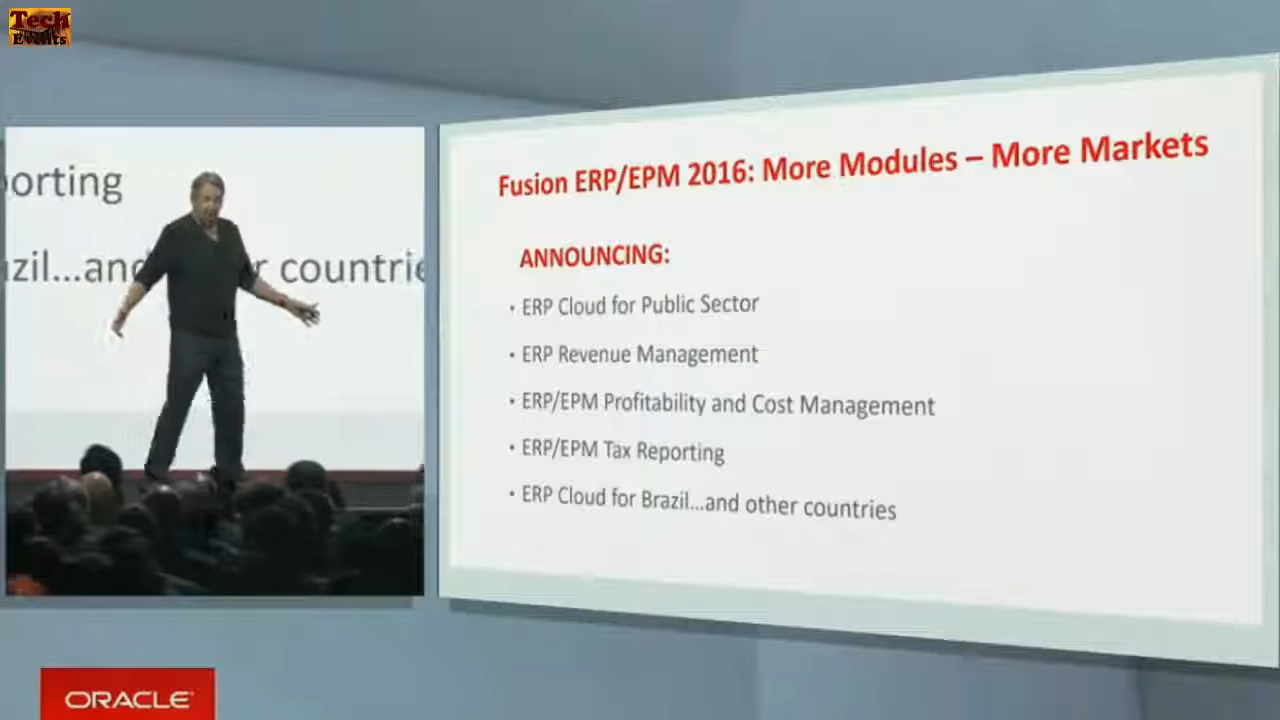 Tech
Events
orting
zil...and
r countrie
Fusion ERP/EPM 2016: More Modules – More Markets
ANNOUNCING:
• ERP Cloud for Public Sector
• ERP Revenue Management
• ERP/EPM Profitability and Cost Management
• ERP/EPM Tax Reporting
• ERP Cloud for Brazil...and other countries
ORACLE